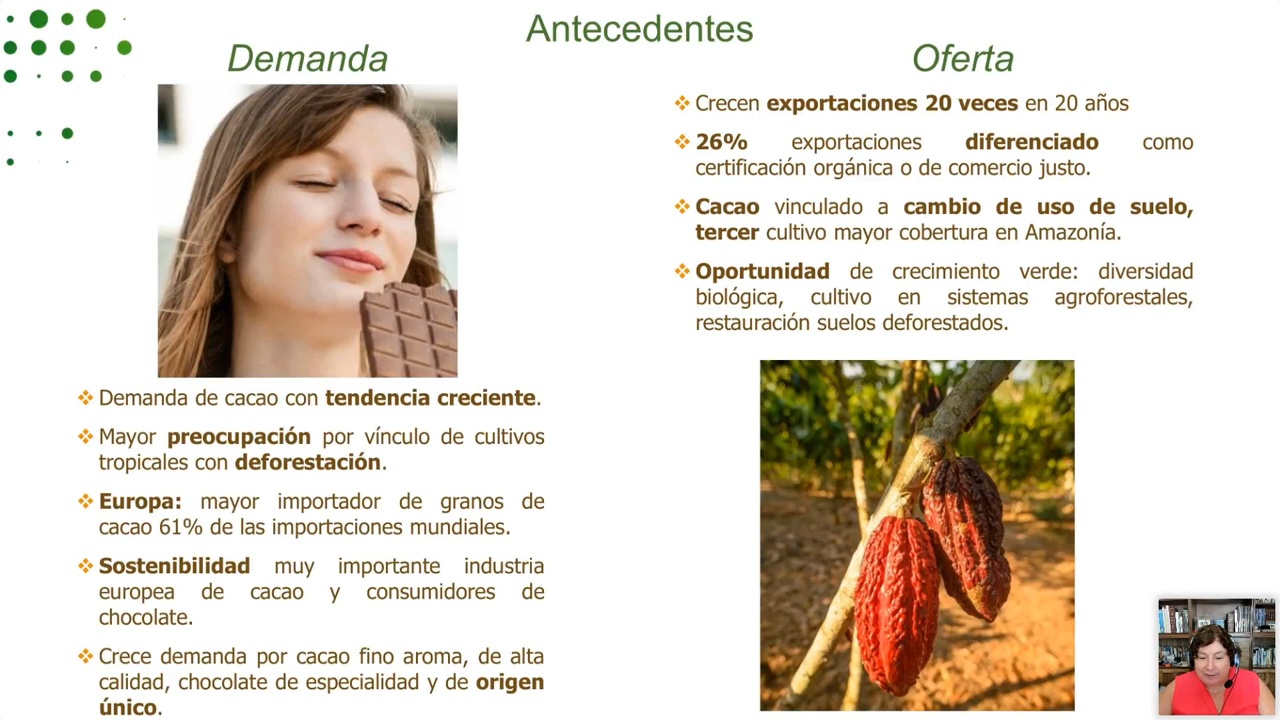 Antecedentes
Demanda
Demanda de cacao con tendencia creciente.
Mayor preocupación por vínculo de cultivos
tropicales con deforestación.
Europa: mayor importador de granos de
cacao 61% de las importaciones mundiales.
Sostenibilidad muy importante industria
europea de cacao y consumidores de
chocolate.
Crece demanda por cacao fino aroma, de alta
calidad, chocolate de especialidad y de origen
único.
Oferta
Crecen exportaciones 20 veces en 20 años
26% exportaciones diferenciado como
certificación orgánica o de comercio justo.
Cacao vinculado a cambio de uso de suelo,
tercer cultivo mayor cobertura en Amazonía.
Oportunidad de crecimiento verde: diversidad
biológica, cultivo en sistemas agroforestales,
restauración suelos deforestados.